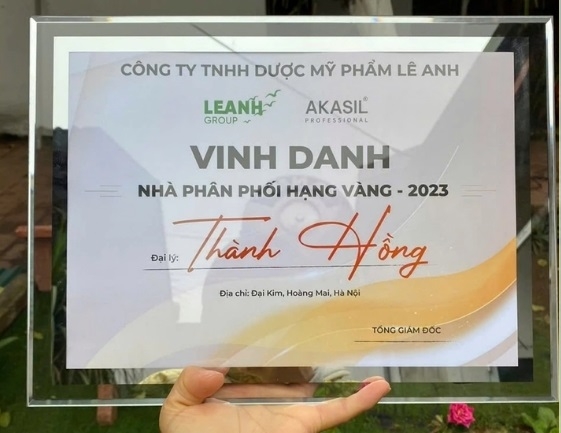 CÔNG TY TNHH DƯỢC MỸ PHẨM LÊ ANH
LEANH GROUP
AKASIL® PROFESSIONAL
VINH DANH
NHÀ PHÂN PHỐI HẠNG VÀNG - 2023
Đại lý: Thành Hồng
Địa chỉ: Đại Kim, Hoàng Mai, Hà Nội
TỔNG GIÁM ĐỐC